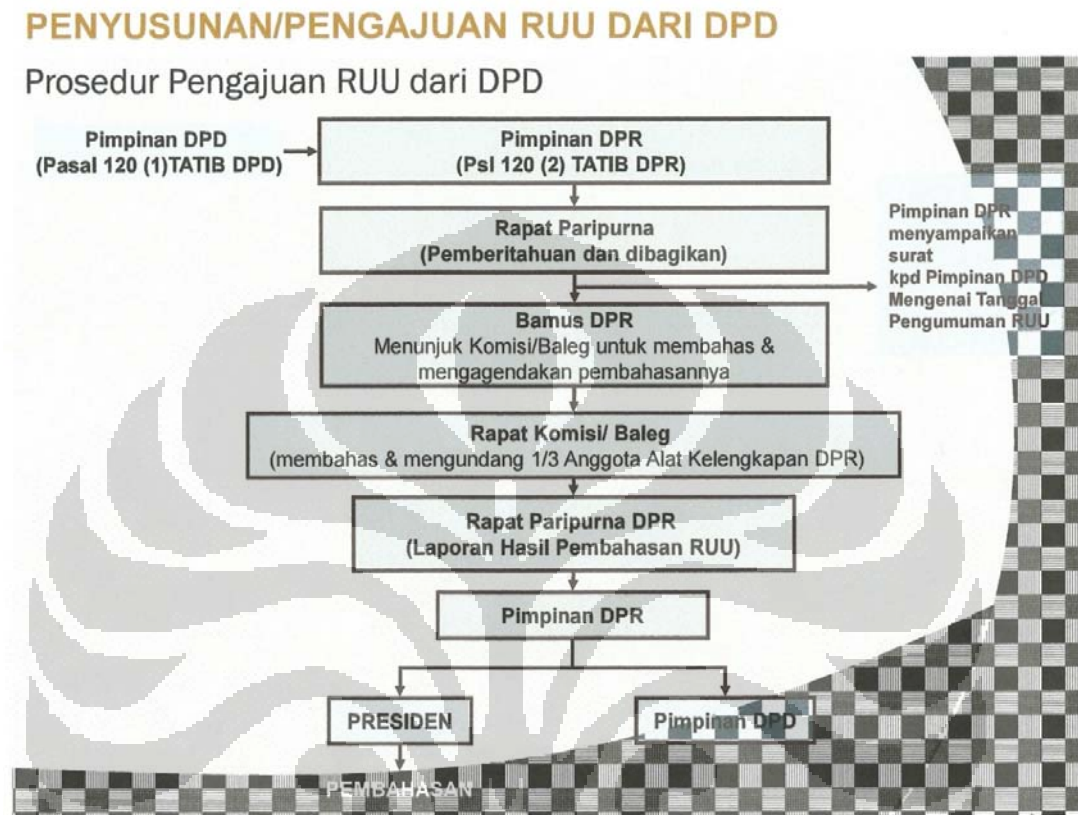 PENYUSUNAN/PENGAJUAN RUU DARI DPD
Prosedur Pengajuan RUU dari DPD
Pimpinan DPD
(Pasal 120 (1)TATIB DPD)
Pimpinan DPR
(Psl 120 (2) TATIB DPR)
Rapat Paripurna
(Pemberitahuan dan dibagikan)
Pimpinan DPR
menyampaikan
surat
kpd Pimpinan DPD
Mengenai Tanggal
Pengumuman RUU
Bamus DPR
Menunjuk Komisi/Baleg untuk membahas &
mengagendakan pembahasannya
Rapat Komisi/ Baleg
(membahas & mengundang 1/3 Anggota Alat Kelengkapan DPR)
Rapat Paripurna DPR
(Laporan Hasil Pembahasan RUU)
Pimpinan DPR
PRESIDEN
Pimpinan DPD
PEMBAHASAN